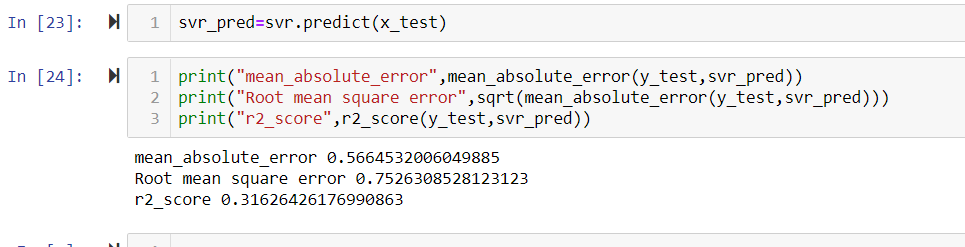 In [23]: 1 svr_pred=svr.predict(x_test)
In [24]: 1 print("mean_absolute_error",mean_absolute_error(y_test,svr_pred))
2 print("Root mean square error",sqrt(mean_absolute_error(y_test,svr_pred)))
3 print("r2_score",r2_score(y_test,svr_pred))
mean_absolute_error 0.5664532006049885
Root mean square error 0.7526308528123123
r2_score 0.31626426176990863